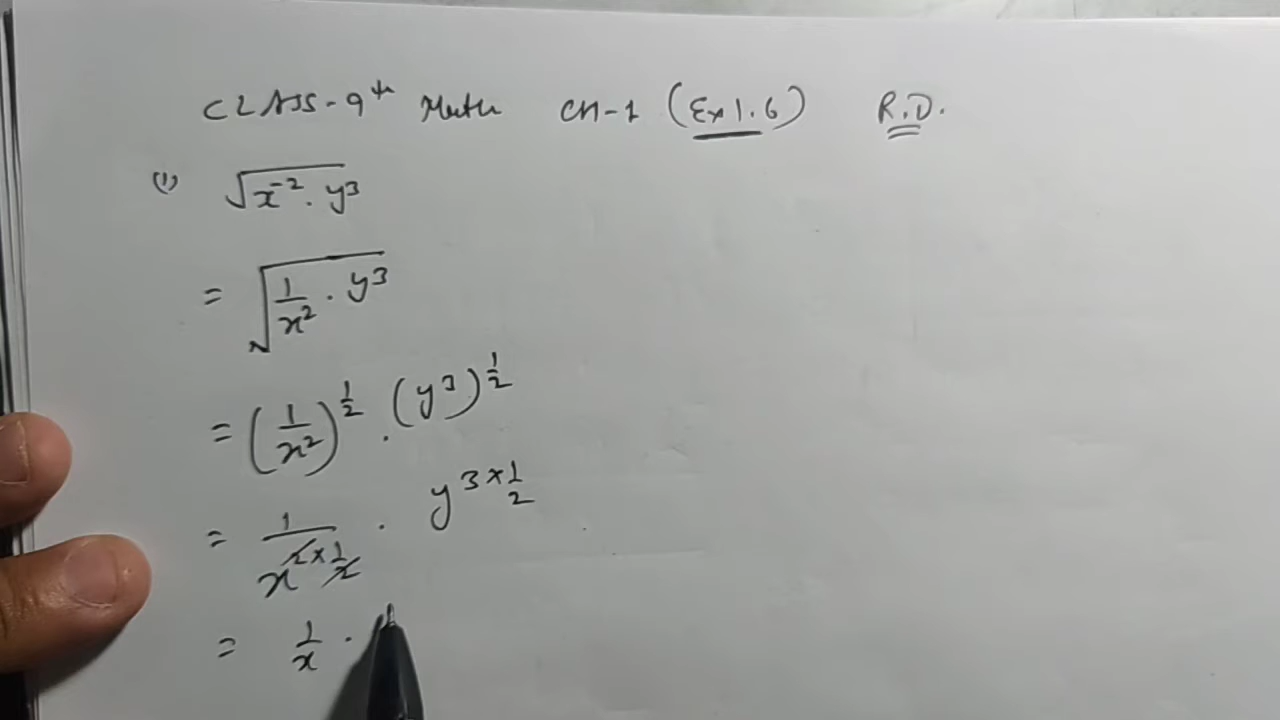 CLASS-9th Math CH-1 (Ex 1.6) R.D.
(1) √x⁻² . y³
= √1/x² . y³
= (1/x²)^1/2 . (y³)^1/2
= 1/x^2×1/2 . y^3×1/2
= 1/x .